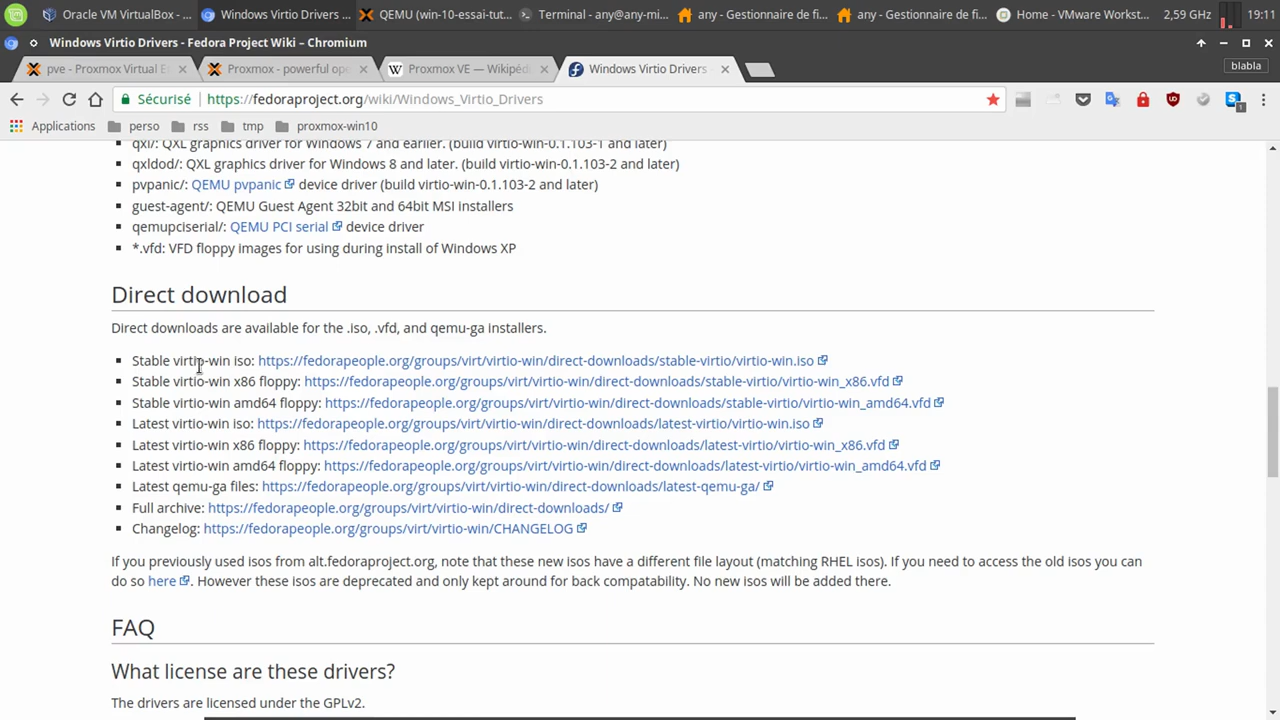 Oracle VM VirtualBox - ...
Windows Virtio Drivers ...
QEMU (win-10-essai-tut...
Terminal - any@any-mi...
any - Gestionnaire de fi...
any - Gestionnaire de fi...
Home - VMware Workst...
2,59 GHz
19:11
Windows Virtio Drivers - Fedora Project Wiki – Chromium
pve - Proxmox Virtual E
Proxmox - powerful ope
Proxmox VE — Wikipéd
Windows Virtio Drivers
blabla
Sécurisé
https://fedoraproject.org/wiki/Windows_Virtio_Drivers
Applications
perso
rss
tmp
proxmox-win10
qxl/: QXL graphics driver for Windows 7 and earlier. (build virtio-win-0.1.103-1 and later)
qxldod/: QXL graphics driver for Windows 8 and later. (build virtio-win-0.1.103-2 and later)
pvpanic/: QEMU pvpanic device driver (build virtio-win-0.1.103-2 and later)
guest-agent/: QEMU Guest Agent 32bit and 64bit MSI installers
qemupciserial/: QEMU PCI serial device driver
*.vfd: VFD floppy images for using during install of Windows XP
Direct download
Direct downloads are available for the .iso, .vfd, and qemu-ga installers.
Stable virtio-win iso: https://fedorapeople.org/groups/virt/virtio-win/direct-downloads/stable-virtio/virtio-win.iso
Stable virtio-win x86 floppy: https://fedorapeople.org/groups/virt/virtio-win/direct-downloads/stable-virtio/virtio-win_x86.vfd
Stable virtio-win amd64 floppy: https://fedorapeople.org/groups/virt/virtio-win/direct-downloads/stable-virtio/virtio-win_amd64.vfd
Latest virtio-win iso: https://fedorapeople.org/groups/virt/virtio-win/direct-downloads/latest-virtio/virtio-win.iso
Latest virtio-win x86 floppy: https://fedorapeople.org/groups/virt/virtio-win/direct-downloads/latest-virtio/virtio-win_x86.vfd
Latest virtio-win amd64 floppy: https://fedorapeople.org/groups/virt/virtio-win/direct-downloads/latest-virtio/virtio-win_amd64.vfd
Latest qemu-ga files: https://fedorapeople.org/groups/virt/virtio-win/direct-downloads/latest-qemu-ga/
Full archive: https://fedorapeople.org/groups/virt/virtio-win/direct-downloads/
Changelog: https://fedorapeople.org/groups/virt/virtio-win/CHANGELOG
If you previously used isos from alt.fedoraproject.org, note that these new isos have a different file layout (matching RHEL isos). If you need to access the old isos you can
do so here. However these isos are deprecated and only kept around for back compatability. No new isos will be added there.
FAQ
What license are these drivers?
The drivers are licensed under the GPLv2.